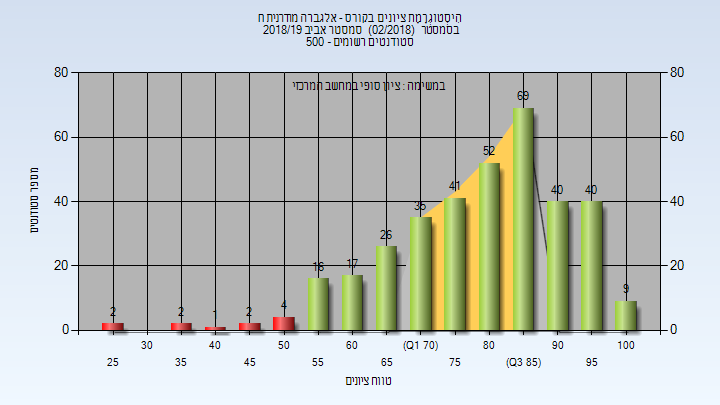 היסטוגרמת ציונים בקורס - אלגברה מודרנית ח
בסמסטר (02/2018) סמסטר אביב 2018/19
סטודנטים רשומים - 500
במשימה : ציון סופי במחשב המרכזי
80 80
60 60
40 40
20 20
0 0
מספר סטודנטים
2 2 1 2 4 16 17 26 35 41 52 69 40 40 9
30 40 50 60 (Q1 70) 80 90 100
25 35 45 55 65 75 (Q3 85) 95
טווח ציונים